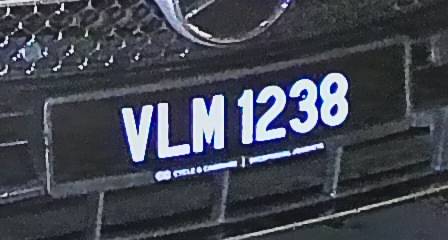 VLM 1238
CYCLE & CARRIAGE |